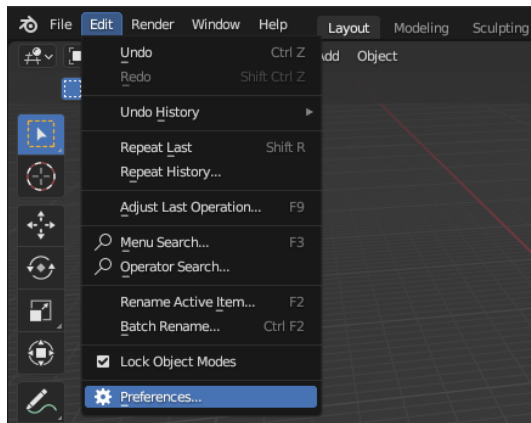 File Edit Render Window Help Layout Modeling Sculpting
Undo Ctrl Z
Add Object
Redo Shift Ctrl Z
Undo History
Repeat Last Shift R
Repeat History...
Adjust Last Operation... F9
Menu Search... F3
Operator Search...
Rename Active Item... F2
Batch Rename... Ctrl F2
Lock Object Modes
Preferences...